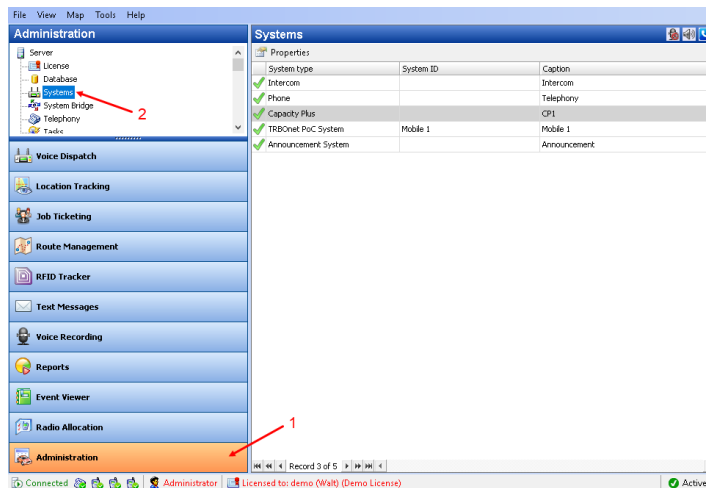 File View Map Tools Help
Administration
Server
License
Database
Systems
System Bridge
Telephony
Tasks
2
Voice Dispatch
Location Tracking
Job Ticketing
Route Management
RFID Tracker
Text Messages
Voice Recording
Reports
Event Viewer
Radio Allocation
Administration
1
Systems
Properties
System type System ID Caption
Intercom Intercom
Phone Telephony
Capacity Plus CP1
TRBOnet PoC System Mobile 1 Mobile 1
Announcement System Announcement
Record 3 of 5
Connected Administrator Licensed to: demo (Walt) (Demo License) Active